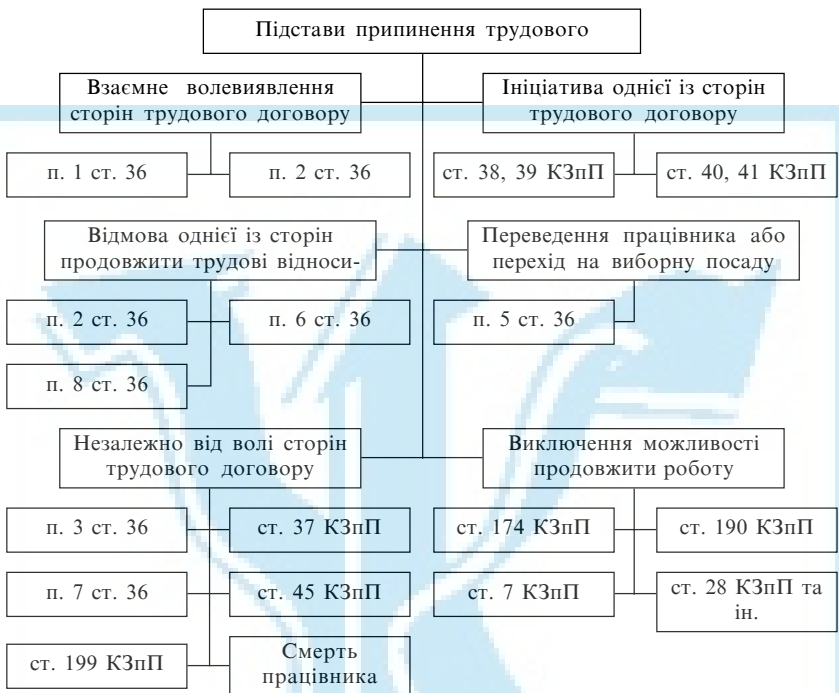 Підстави припинення трудового
Взаємне волевиявлення
сторін трудового договору
Ініціатива однієї із сторін
трудового договору
п. 1 ст. 36
п. 2 ст. 36
ст. 38, 39 КЗпП
ст. 40, 41 КЗпП
Відмова однієї із сторін
продовжити трудові відноси-
Переведення працівника або
перехід на виборну посаду
п. 2 ст. 36
п. 6 ст. 36
п. 5 ст. 36
п. 8 ст. 36
Незалежно від волі сторін
трудового договору
Виключення можливості
продовжити роботу
п. 3 ст. 36
ст. 37 КЗпП
ст. 174 КЗпП
ст. 190 КЗпП
п. 7 ст. 36
ст. 45 КЗпП
ст. 7 КЗпП
ст. 28 КЗпП та
ін.
ст. 199 КЗпП
Смерть
працівника